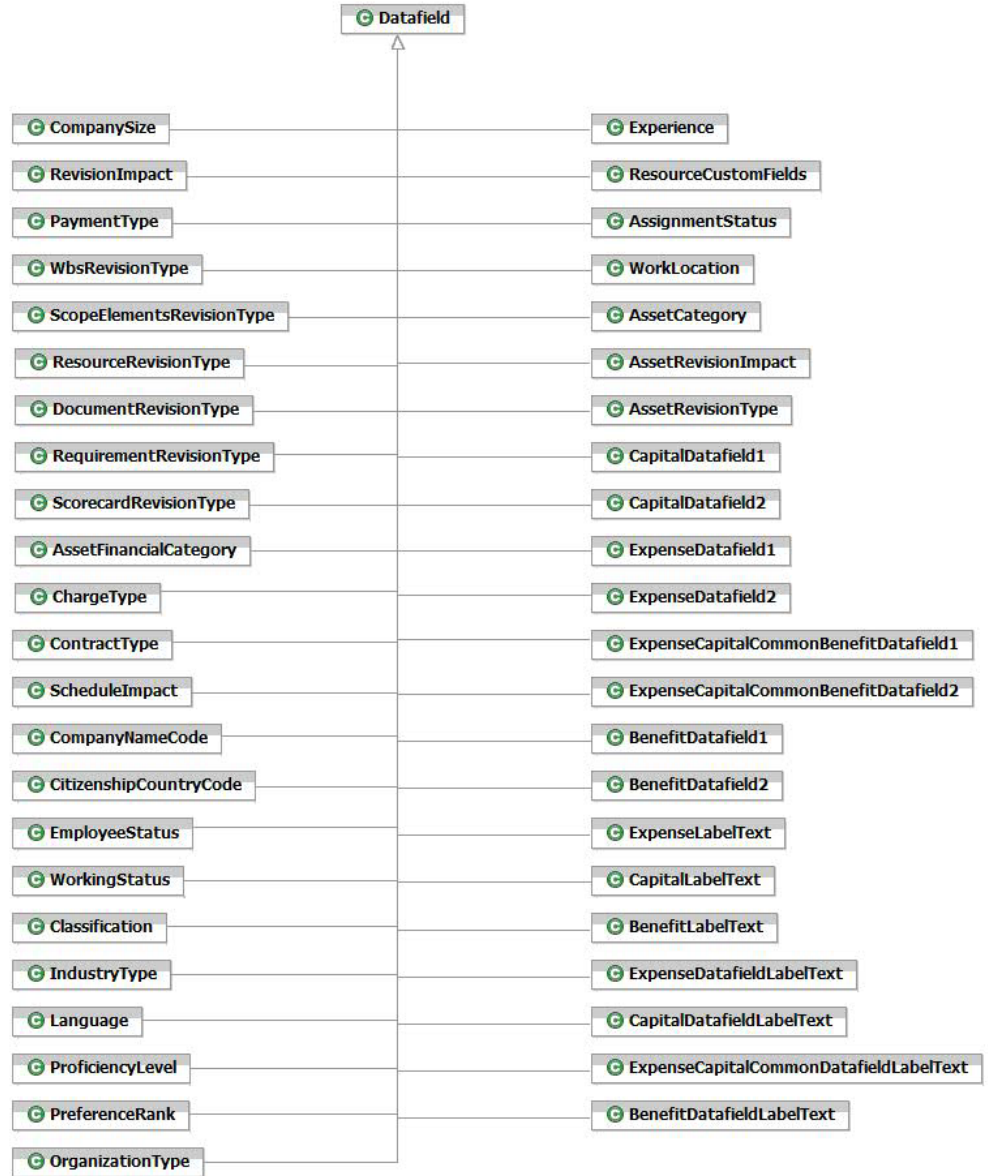 Datafield
CompanySize
Experience
RevisionImpact
ResourceCustomFields
PaymentType
AssignmentStatus
WbsRevisionType
WorkLocation
ScopeElementsRevisionType
AssetCategory
ResourceRevisionType
AssetRevisionImpact
DocumentRevisionType
AssetRevisionType
RequirementRevisionType
CapitalDatafield1
ScorecardRevisionType
CapitalDatafield2
AssetFinancialCategory
ExpenseDatafield1
ChargeType
ExpenseDatafield2
ContractType
ExpenseCapitalCommonBenefitDatafield1
ScheduleImpact
ExpenseCapitalCommonBenefitDatafield2
CompanyNameCode
BenefitDatafield1
CitizenshipCountryCode
BenefitDatafield2
EmployeeStatus
ExpenseLabelText
WorkingStatus
CapitalLabelText
Classification
BenefitLabelText
IndustryType
ExpenseDatafieldLabelText
Language
CapitalDatafieldLabelText
ProficiencyLevel
ExpenseCapitalCommonDatafieldLabelText
PreferenceRank
BenefitDatafieldLabelText
OrganizationType